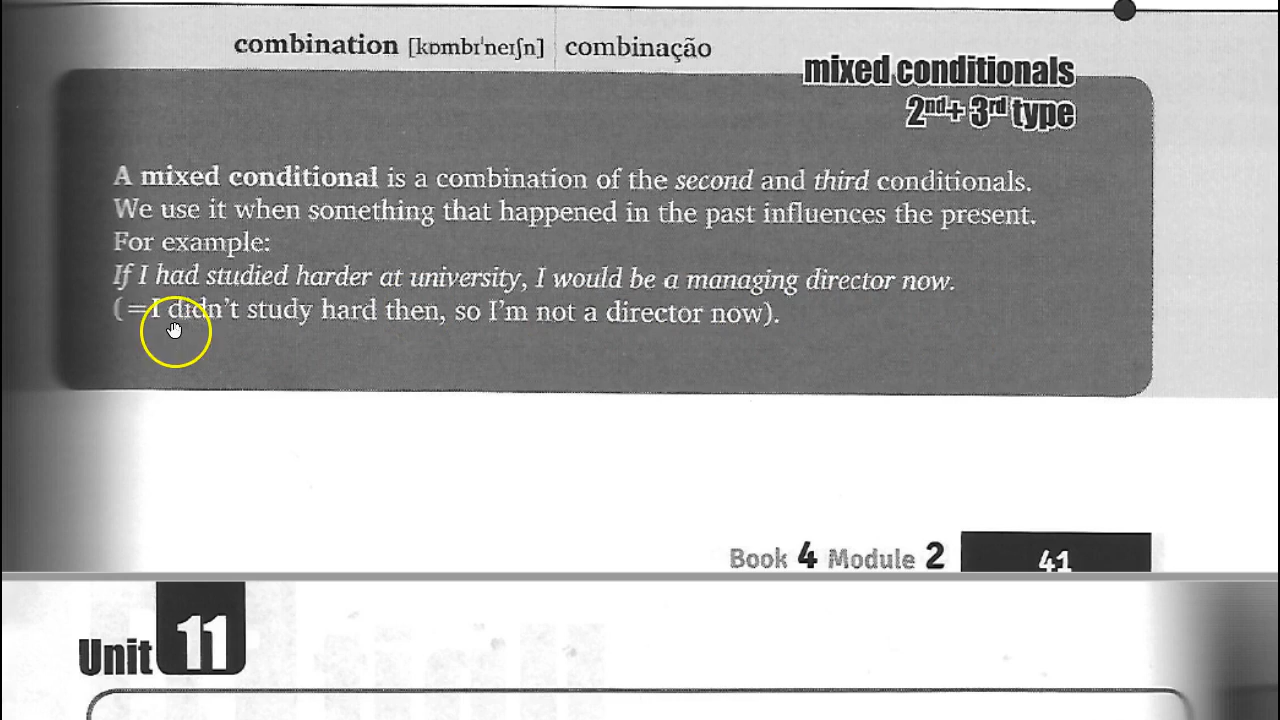 combination [kɒmbɪˈneɪʃn] combinação
mixed conditionals
2nd+ 3rd type
A mixed conditional is a combination of the second and third conditionals.
We use it when something that happened in the past influences the present.
For example:
If I had studied harder at university, I would be a managing director now.
(=I didn't study hard then, so I'm not a director now).
Book 4 Module 2 41
Unit 11